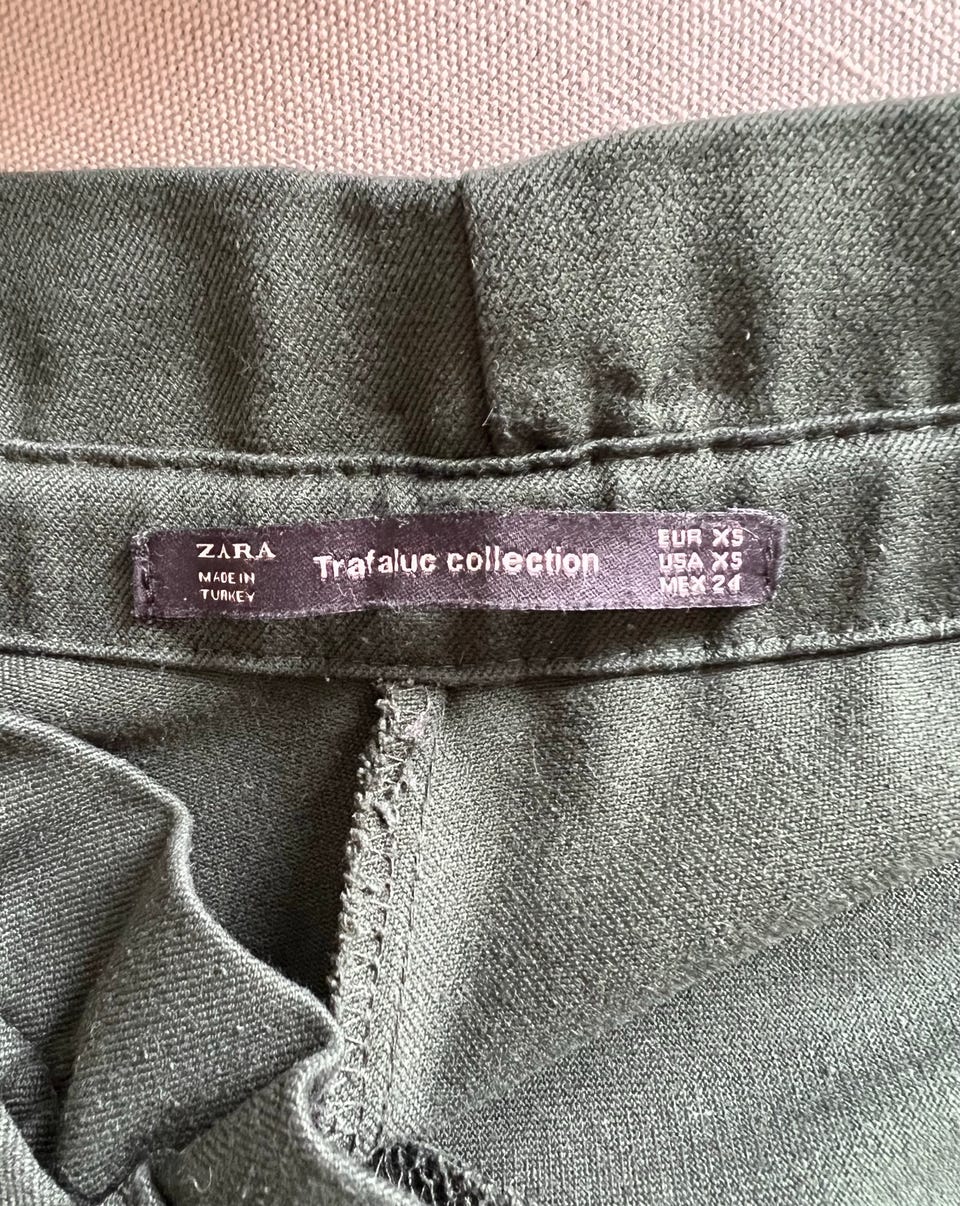 ZARA
MADE IN
TURKEY
Trafaluc collection
EUR XS
USA XS
MEX 24